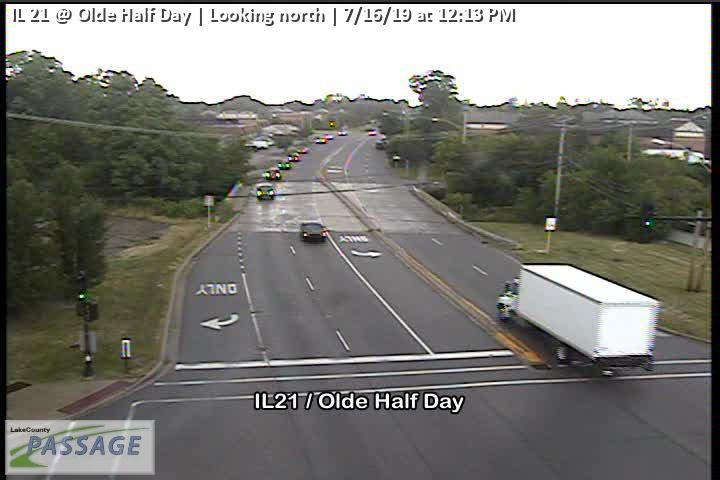 IL 21 @ Olde Half Day | Looking north | 7/16/19 at 12:13 PM
ONLY
ONLY
IL21 / Olde Half Day
LakeCounty
PASSAGE